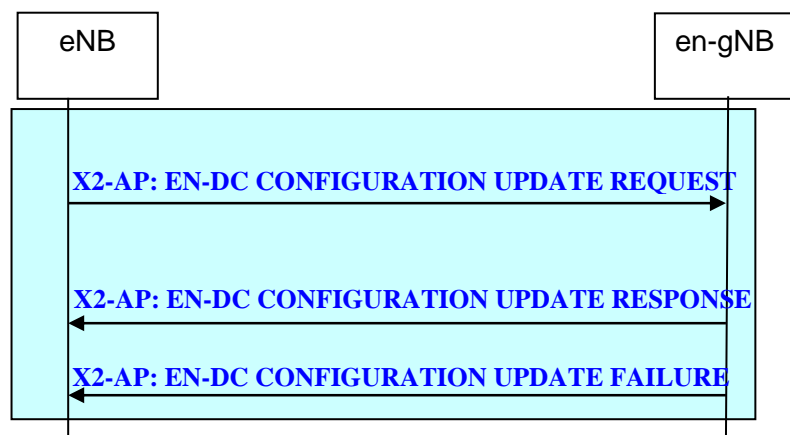 eNB
en-gNB
X2-AP: EN-DC CONFIGURATION UPDATE REQUEST
X2-AP: EN-DC CONFIGURATION UPDATE RESPONSE
X2-AP: EN-DC CONFIGURATION UPDATE FAILURE